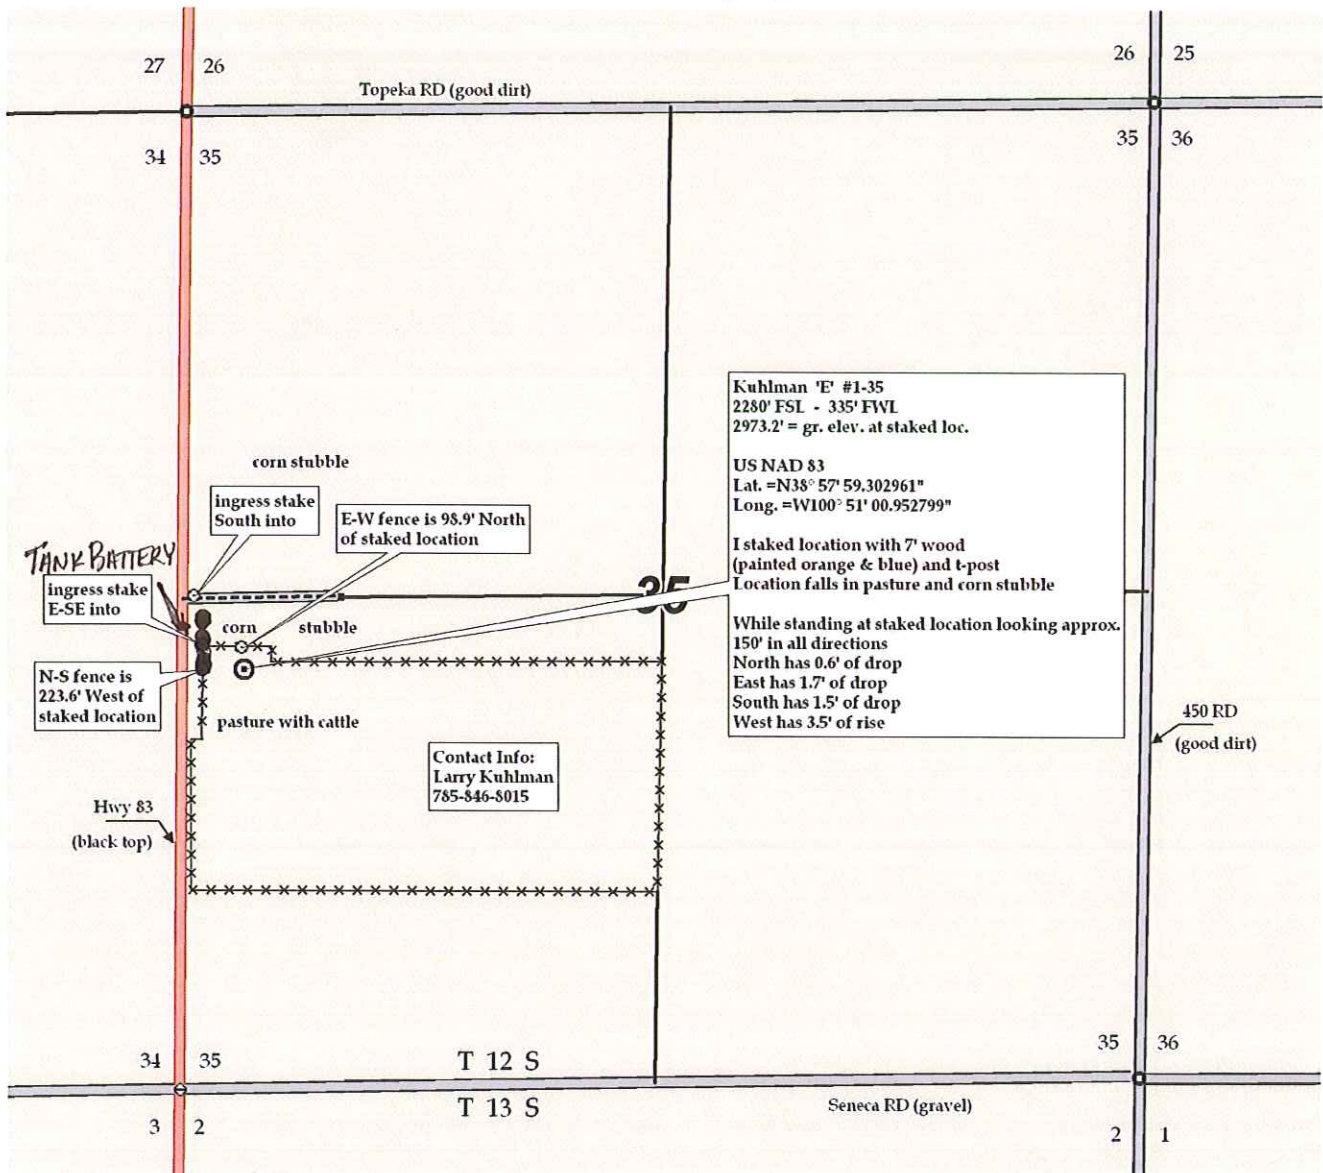 27 26
26 25
Topeka RD (good dirt)
34 35
35 36
Kuhlman 'E' #1-35
2280' FSL - 335' FWL
2973.2' = gr. elev. at staked loc.
US NAD 83
Lat. =N38° 57' 59.302961"
Long. =W100° 51' 00.952799"
I staked location with 7' wood
(painted orange & blue) and t-post
Location falls in pasture and corn stubble
While standing at staked location looking approx.
150' in all directions
North has 0.6' of drop
East has 1.7' of drop
South has 1.5' of drop
West has 3.5' of rise
corn stubble
ingress stake
South into
E-W fence is 98.9' North
of staked location
TANK BATTERY
ingress stake
E-SE into
35
corn stubble
N-S fence is
223.6' West of
staked location
pasture with cattle
450 RD
(good dirt)
Contact Info:
Larry Kuhlman
785-846-8015
Hwy 83
(black top)
34 35
T 12 S
35 36
T 13 S
Seneca RD (gravel)
3 2
2 1